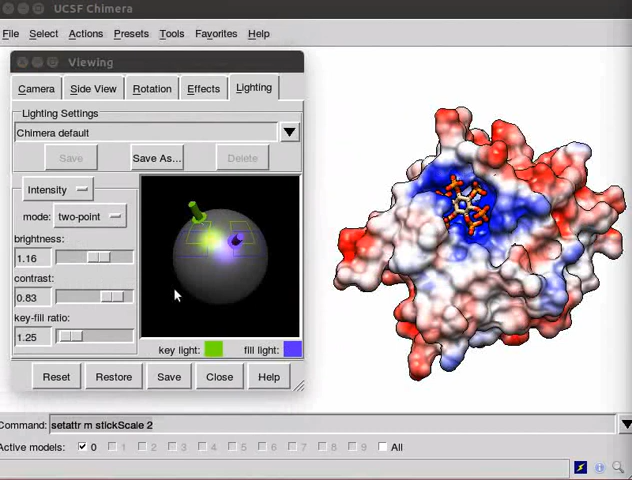 UCSF Chimera
File Select Actions Presets Tools Favorites Help
Viewing
Camera Side View Rotation Effects Lighting
Lighting Settings
Chimera default
Save Save As... Delete
Intensity
mode: two-point
brightness:
1.16
contrast:
0.83
key-fill ratio:
1.25
key light: fill light:
Reset Restore Save Close Help
Command: setattr m stickScale 2
Active models: 0 1 2 3 4 5 6 7 8 9 All